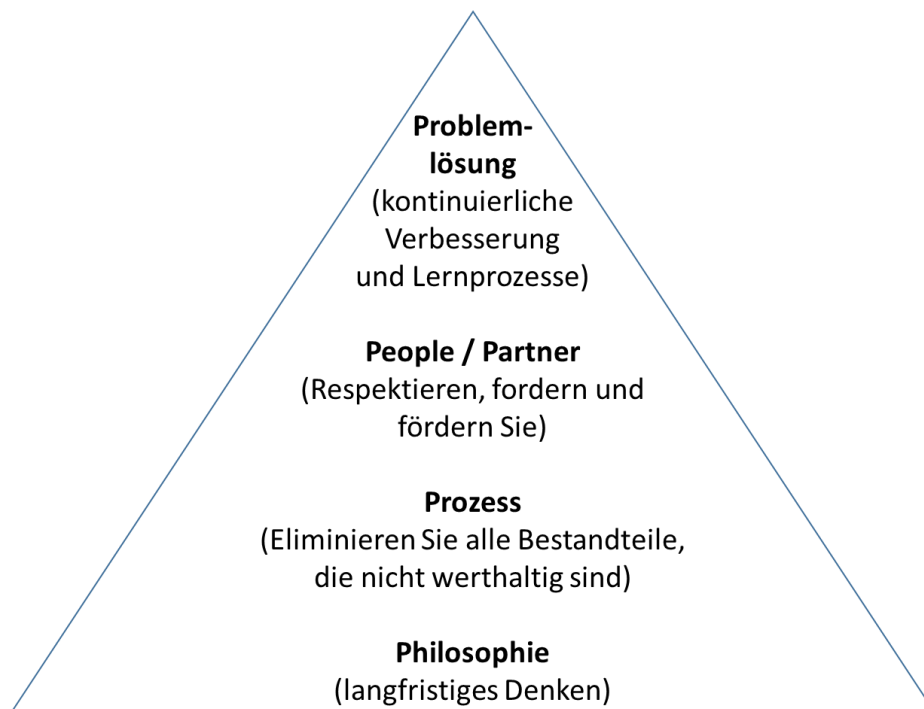 Problem-
lösung
(kontinuierliche
Verbesserung
und Lernprozesse)
People / Partner
(Respektieren, fordern und
fördern Sie)
Prozess
(Eliminieren Sie alle Bestandteile,
die nicht werthaltig sind)
Philosophie
(langfristiges Denken)